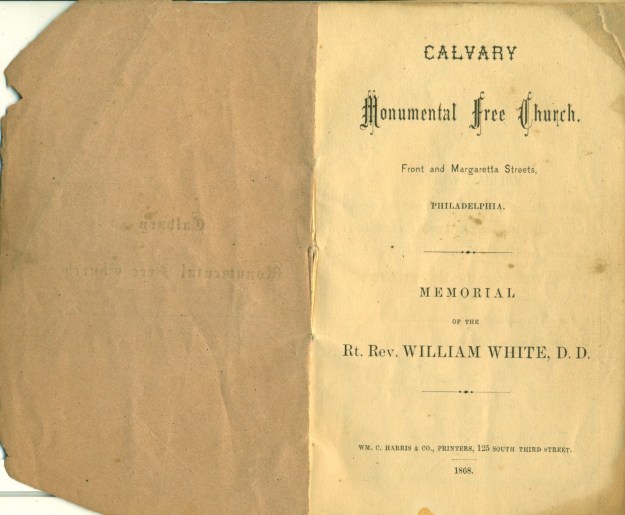 CALVARY
Monumental Free Church.
Front and Margaretta Streets,
PHILADELPHIA.
MEMORIAL
OF THE
Rt. Rev. WILLIAM WHITE, D. D.
WM. C. HARRIS & CO., PRINTERS, 125 SOUTH THIRD STREET.
1868.